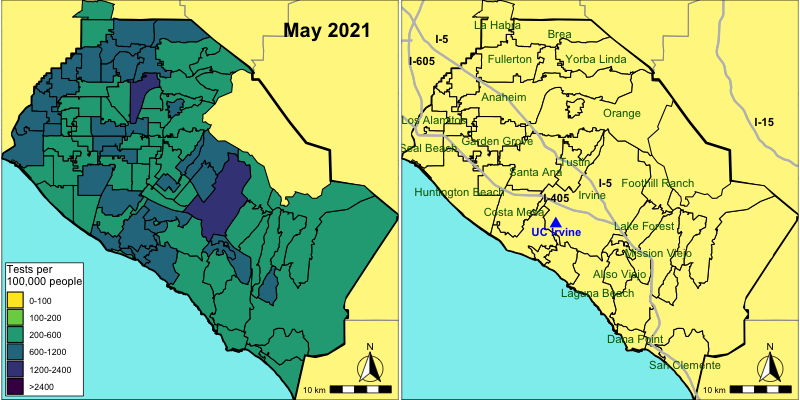 May 2021
Tests per
100,000 people
0-100
100-200
200-600
600-1200
1200-2400
>2400
N
10 km
La Habra
I-5
Brea
I-605
Fullerton
Yorba Linda
Anaheim
Orange
Los Alamitos
I-15
Garden Grove
Seal Beach
Tustin
Santa Ana
I-5
Foothill Ranch
Huntington Beach
I-405
Irvine
Costa Mesa
UC Irvine
Lake Forest
Mission Viejo
Aliso Viejo
Laguna Beach
Dana Point
San Clemente
N
10 km